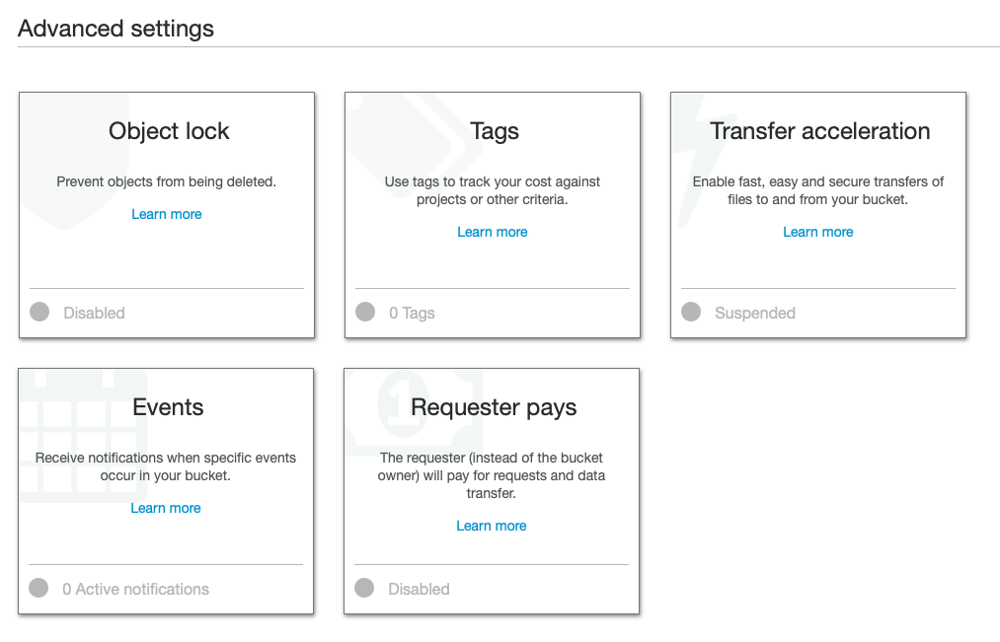 Advanced settings
Object lock
Prevent objects from being deleted.
Learn more
Disabled
Tags
Use tags to track your cost against
projects or other criteria.
Learn more
0 Tags
Transfer acceleration
Enable fast, easy and secure transfers of
files to and from your bucket.
Learn more
Suspended
Events
Receive notifications when specific events
occur in your bucket.
Learn more
0 Active notifications
1
Requester pays
The requester (instead of the bucket
owner) will pay for requests and data
transfer.
Learn more
Disabled